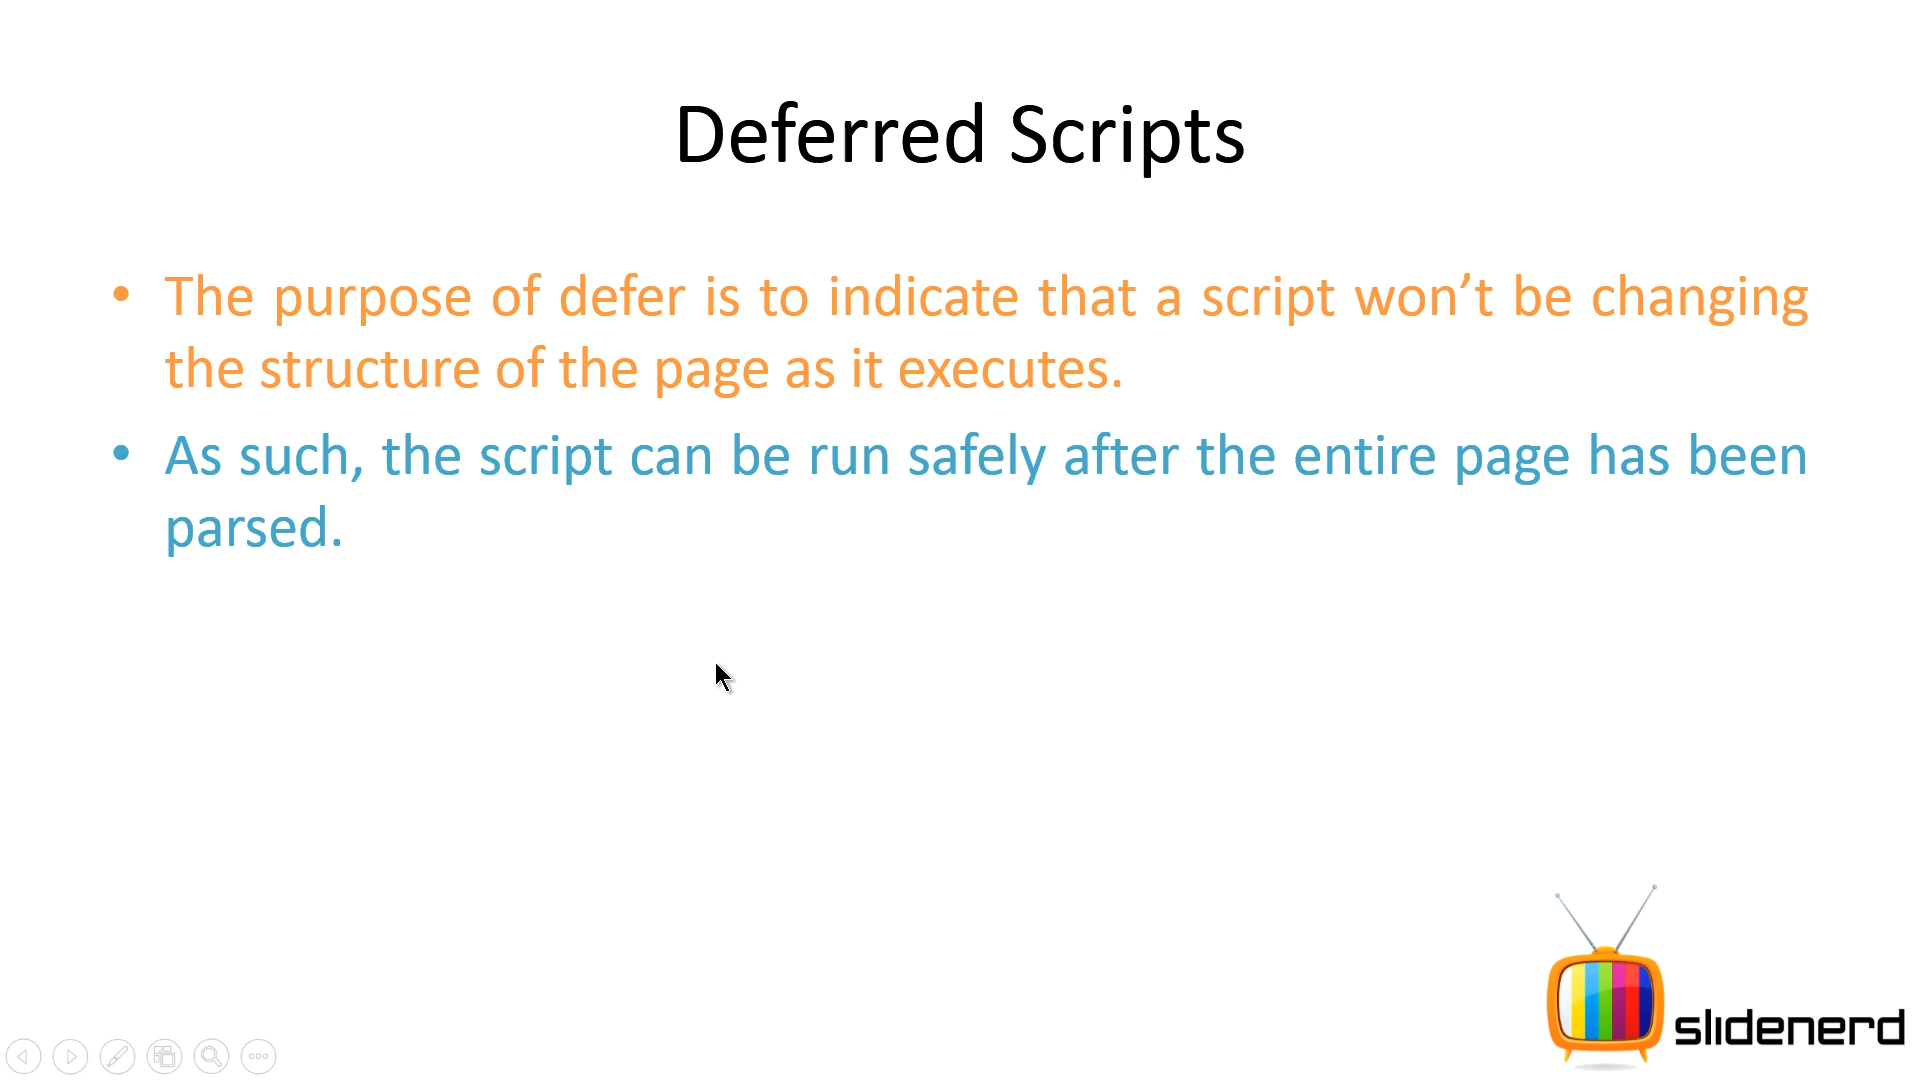 Deferred Scripts
• The purpose of defer is to indicate that a script won’t be changing
the structure of the page as it executes.
• As such, the script can be run safely after the entire page has been
parsed.
slidenerd